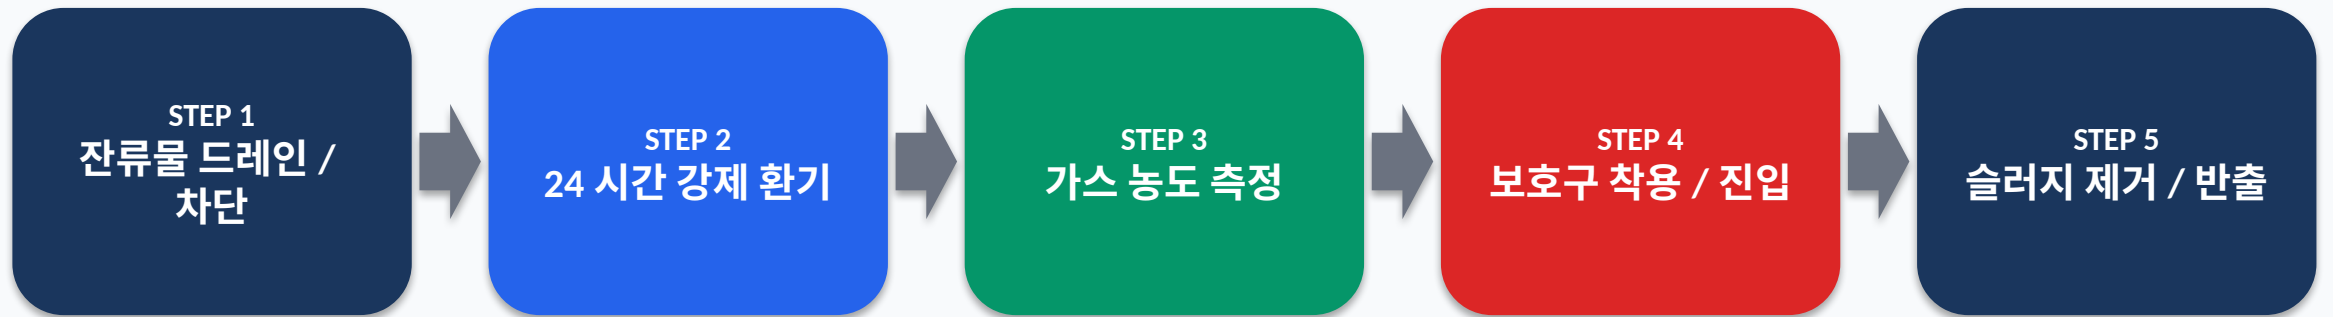 STEP 1
잔류물 드레인 /
차단
STEP 2
24 시간 강제 환기
STEP 3
가스 농도 측정
STEP 4
보호구 착용 / 진입
STEP 5
슬러지 제거 / 반출